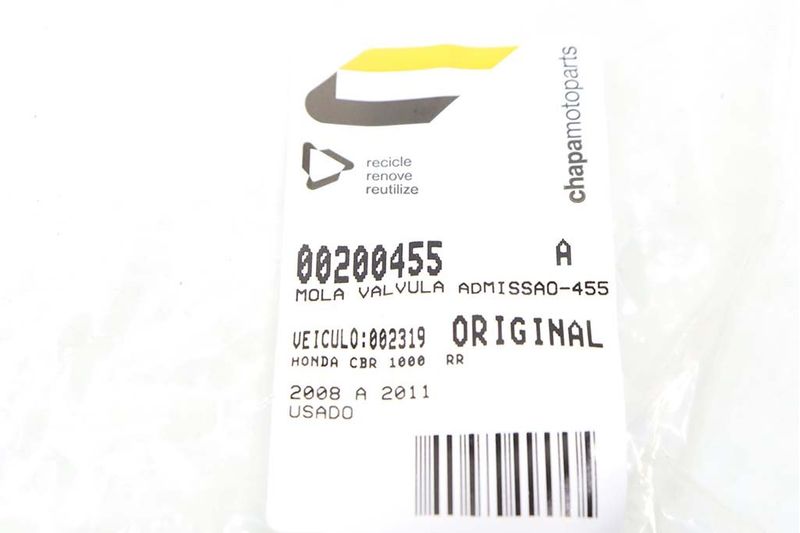 chapamotoparts
recicle
renove
reutilize
00200455 A
MOLA VALVULA ADMISSAO-455
VEICULO:002319 ORIGINAL
HONDA CBR 1000 RR
2008 A 2011
USADO